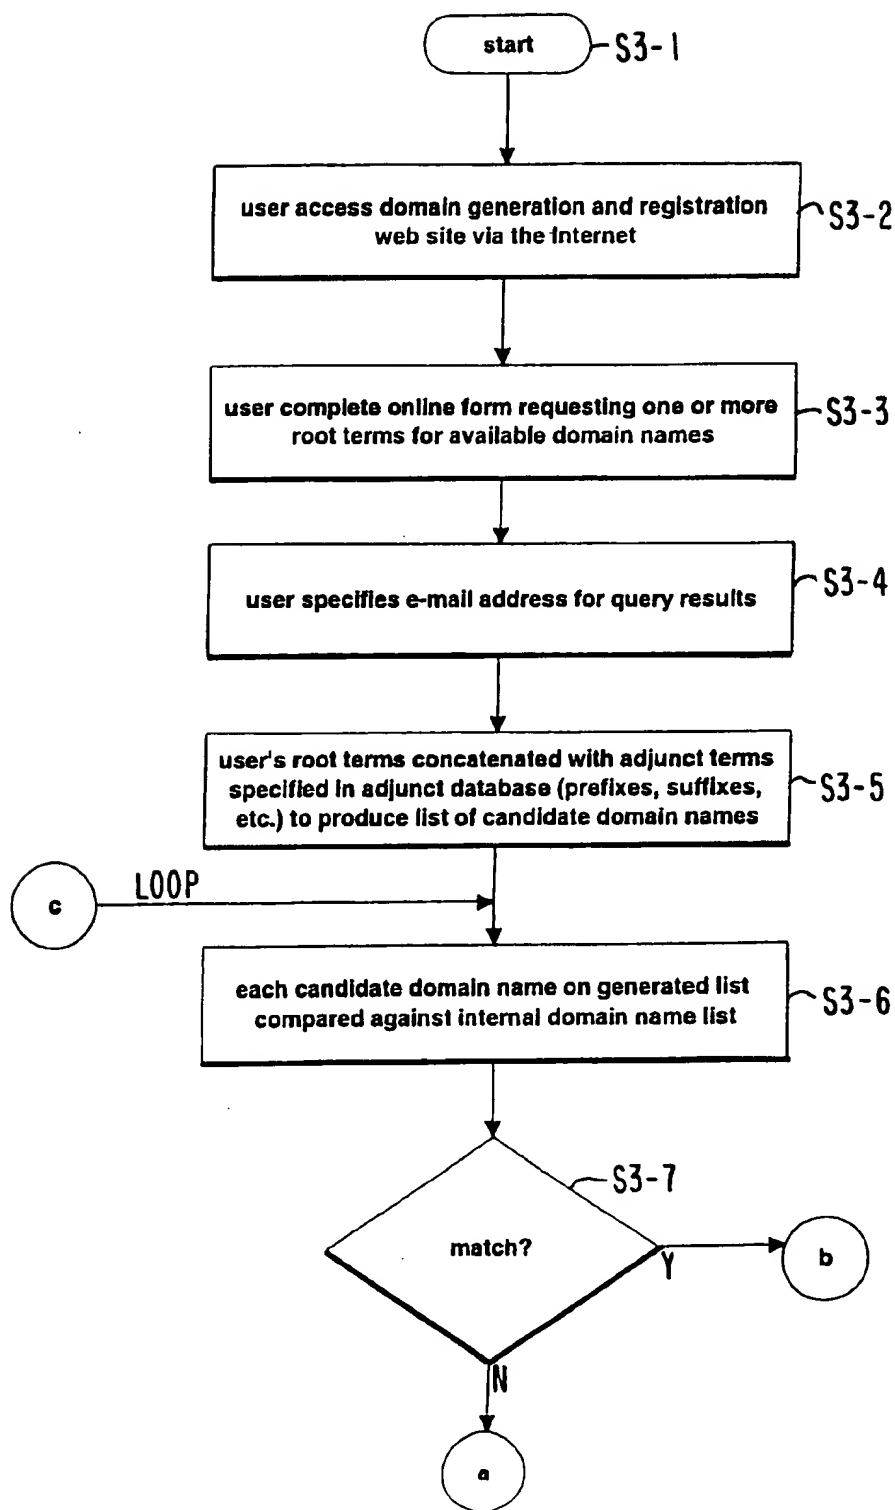 start
S3-1
user access domain generation and registration
web site via the Internet
S3-2
user complete online form requesting one or more
root terms for available domain names
S3-3
user specifies e-mail address for query results
S3-4
user's root terms concatenated with adjunct terms
specified in adjunct database (prefixes, suffixes,
etc.) to produce list of candidate domain names
S3-5
c
LOOP
each candidate domain name on generated list
compared against internal domain name list
S3-6
S3-7
match?
Y
b
N
a